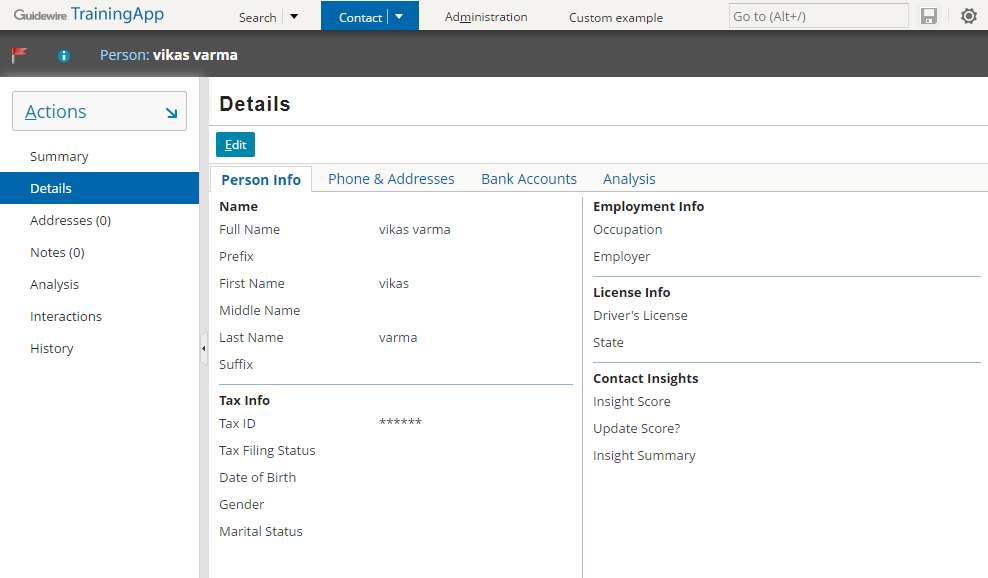 Guidewire TrainingApp Search Contact Administration Custom example Go to (Alt+/)
Person: vikas varma
Actions
Summary
Details
Addresses (0)
Notes (0)
Analysis
Interactions
History
Details
Edit
Person Info Phone & Addresses Bank Accounts Analysis
Name
Full Name vikas varma
Prefix
First Name vikas
Middle Name
Last Name varma
Suffix
Tax Info
Tax ID ******
Tax Filing Status
Date of Birth
Gender
Marital Status
Employment Info
Occupation
Employer
License Info
Driver's License
State
Contact Insights
Insight Score
Update Score?
Insight Summary